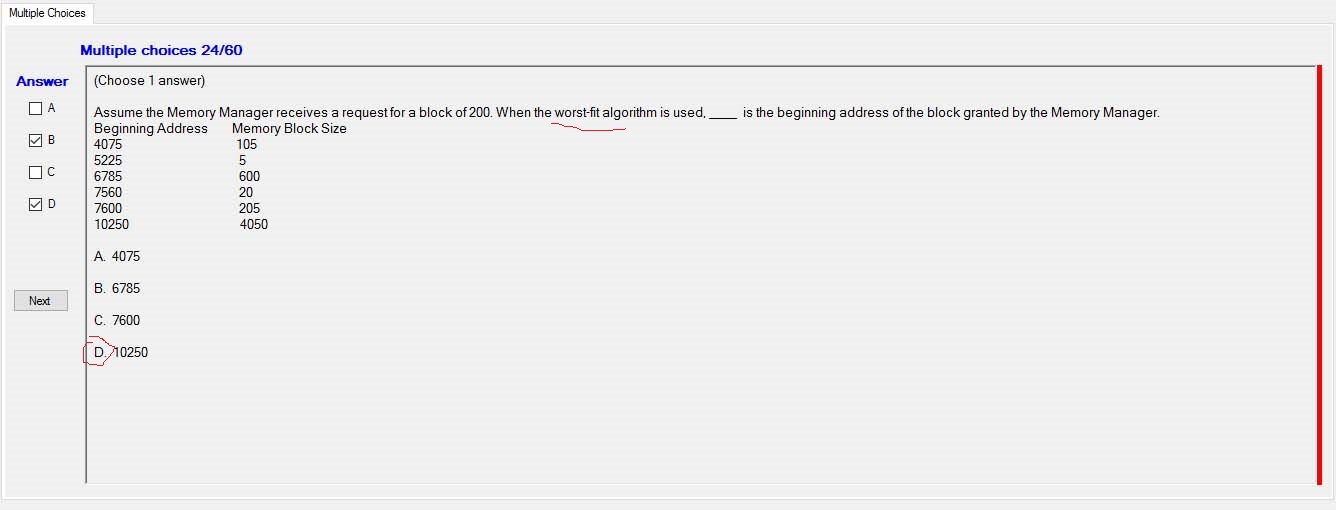 Multiple Choices
Multiple choices 24/60
Answer
A
B
C
D
Next
(Choose 1 answer)
Assume the Memory Manager receives a request for a block of 200. When the worst-fit algorithm is used, ____ is the beginning address of the block granted by the Memory Manager.
Beginning Address Memory Block Size
4075 105
5225 5
6785 600
7560 20
7600 205
10250 4050
A. 4075
B. 6785
C. 7600
D. 10250